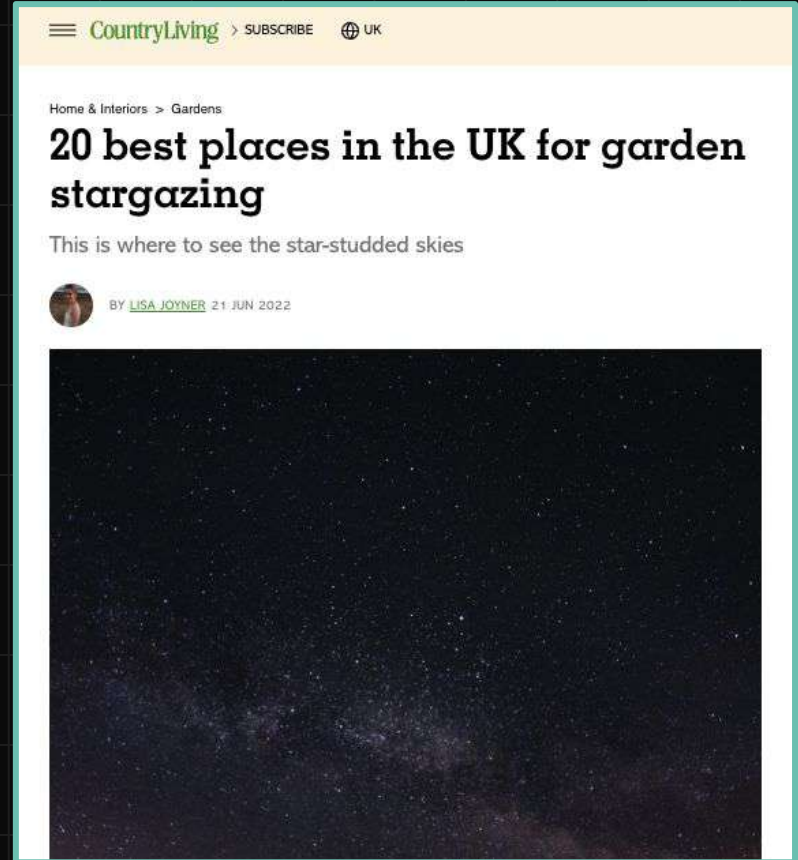 CountryLiving > SUBSCRIBE UK
Home & Interiors > Gardens
20 best places in the UK for garden
stargazing
This is where to see the star-studded skies
BY LISA JOYNER 21 JUN 2022